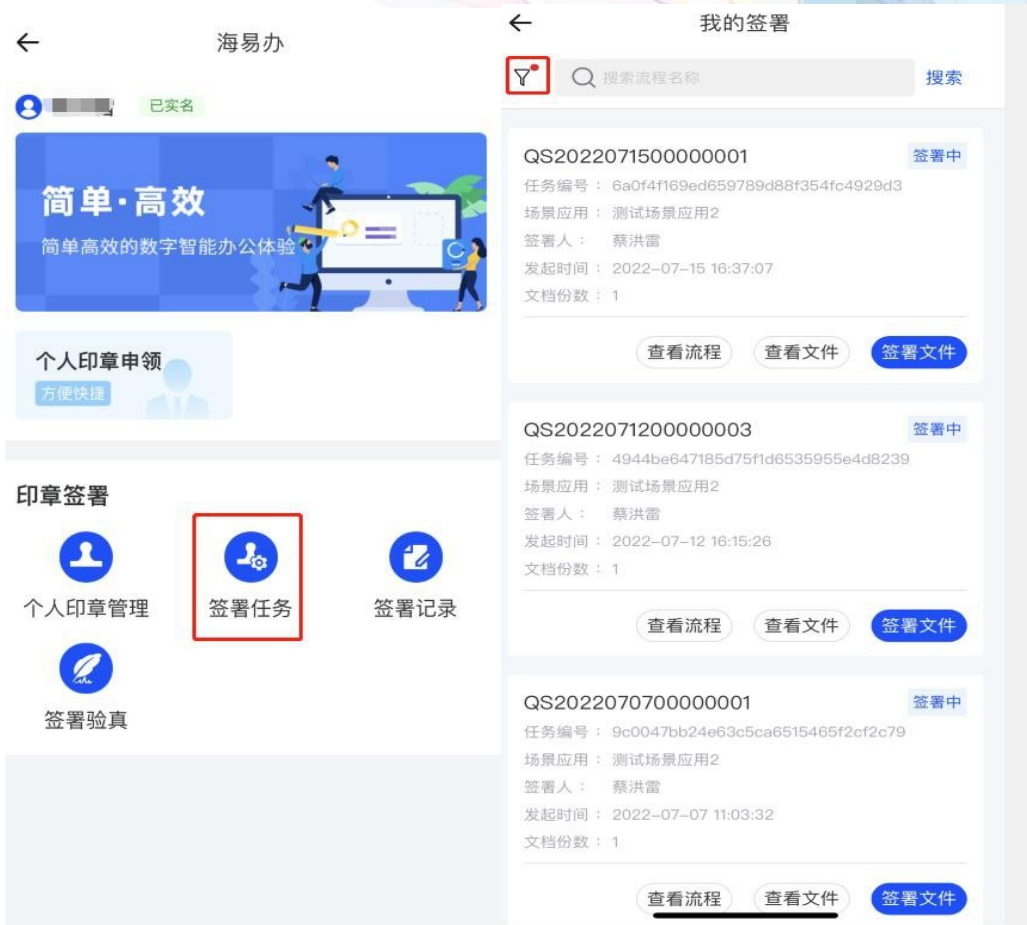 海易办
已实名
简单·高效
简单高效的数字智能办公体验
个人印章申领
方便快捷
印章签署
个人印章管理
签署任务
签署记录
签署验真
我的签署
搜索流程名称
搜索
QS2022071500000001
签署中
任务编号： 6a0f4f169ed659789d88f354fc4929d3
场景应用： 测试场景应用2
签署人： 蔡洪雷
发起时间： 2022-07-15 16:37:07
文档份数： 1
查看流程
查看文件
签署文件
QS2022071200000003
签署中
任务编号： 4944be647185d75f1d6535955e4d8239
场景应用： 测试场景应用2
签署人： 蔡洪雷
发起时间： 2022-07-12 16:15:26
文档份数： 1
查看流程
查看文件
签署文件
QS2022070700000001
签署中
任务编号： 9c0047bb24e63c5ca6515465f2cf2c79
场景应用： 测试场景应用2
签署人： 蔡洪雷
发起时间： 2022-07-07 11:03:32
文档份数： 1
查看流程
查看文件
签署文件